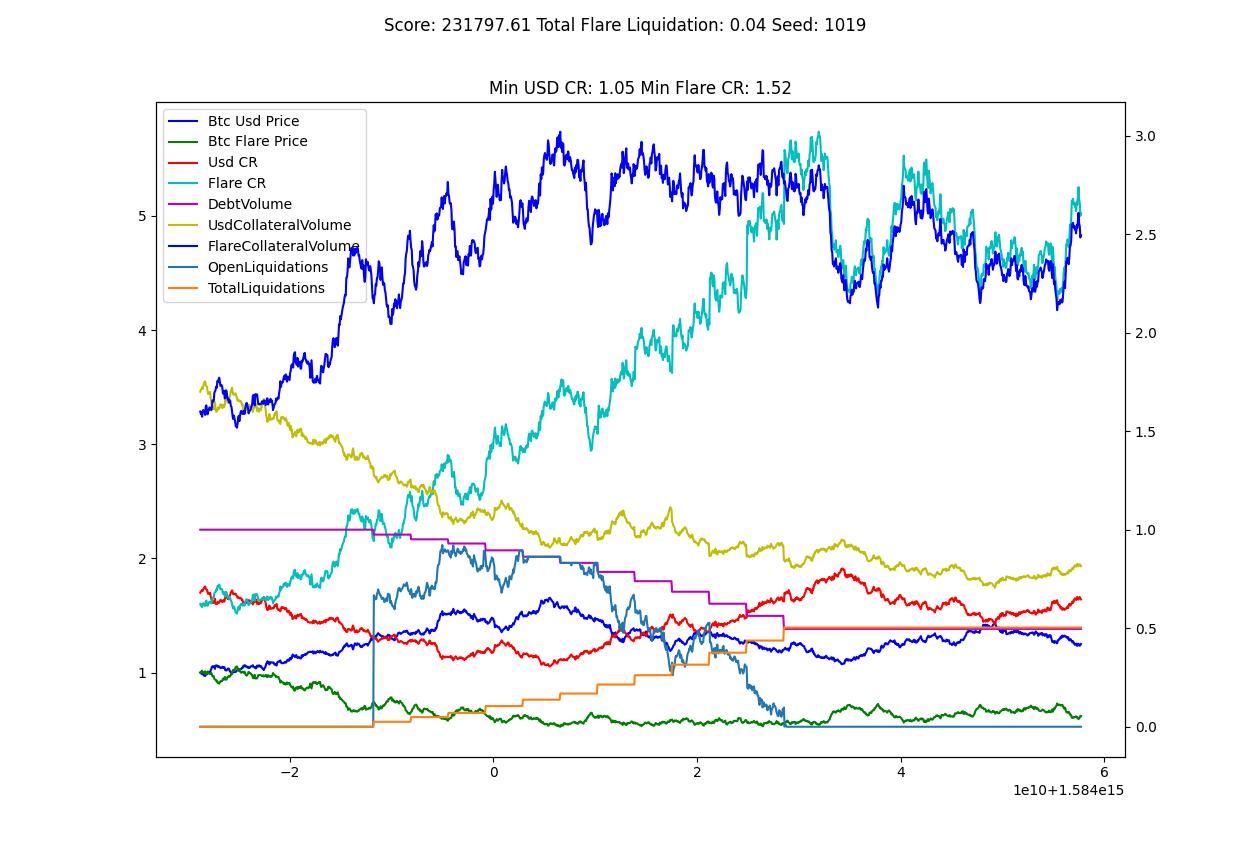 Score: 231797.61 Total Flare Liquidation: 0.04 Seed: 1019
Min USD CR: 1.05 Min Flare CR: 1.52
Btc Usd Price
Btc Flare Price
Usd CR
Flare CR
DebtVolume
UsdCollateralVolume
FlareCollateralVolume
OpenLiquidations
TotalLiquidations
5
4
3
2
1
3.0
2.5
2.0
1.5
1.0
0.5
0.0
−2
0
2
4
6
1e10+1.584e15